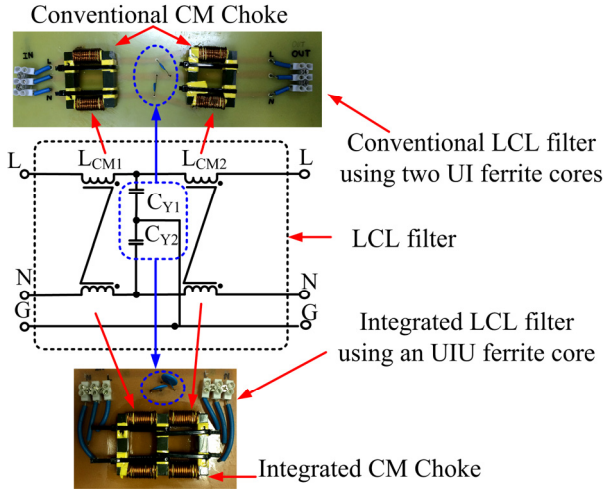 Conventional CM Choke
IN
L
N
L
OUT
N
Conventional LCL filter
using two UI ferrite cores
L
LCM1
LCM2
L
CY1
CY2
LCL filter
N
N
G
G
Integrated LCL filter
using an UIU ferrite core
Integrated CM Choke